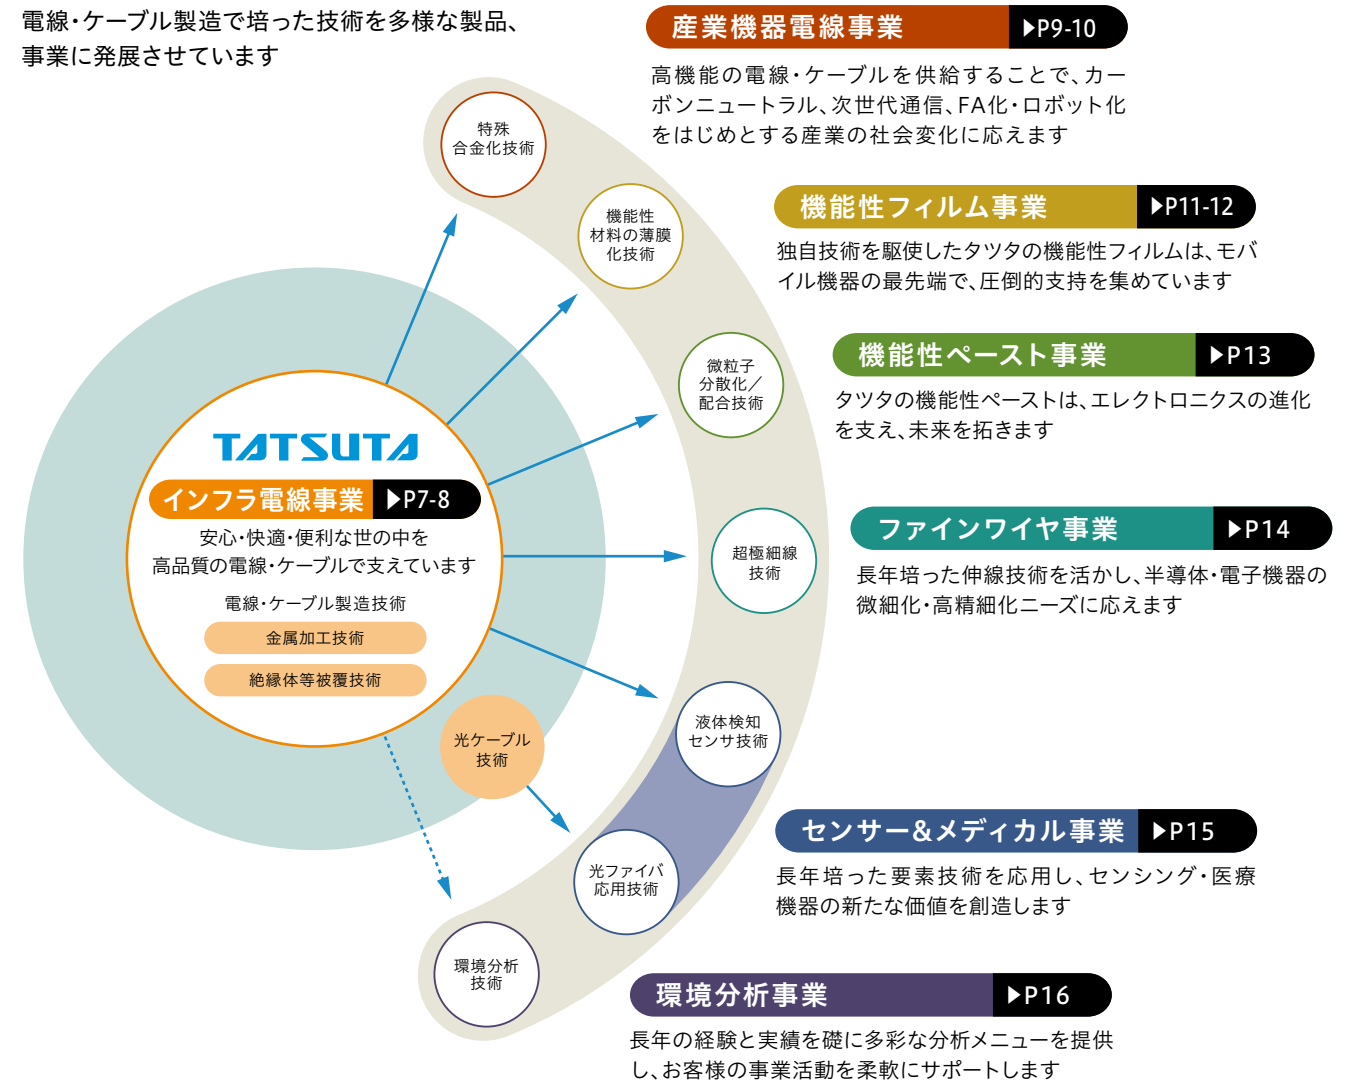 電線・ケーブル製造で培った技術を多様な製品、
事業に発展させています
産業機器電線事業 ▶P9-10
高機能の電線・ケーブルを供給することで、カー
ボンニュートラル、次世代通信、FA化・ロボット化
をはじめとする産業の社会変化に応えます
特殊
合金化技術
機能性フィルム事業 ▶P11-12
独自技術を駆使したタツタの機能性フィルムは、モバ
イル機器の最先端で、圧倒的支持を集めています
機能性
材料の薄膜
化技術
機能性ペースト事業 ▶P13
タツタの機能性ペーストは、エレクトロニクスの進化
を支え、未来を拓きます
微粒子
分散化／
配合技術
TATSUTA
インフラ電線事業 ▶P7-8
安心・快適・便利な世の中を
高品質の電線・ケーブルで支えています
電線・ケーブル製造技術
金属加工技術
絶縁体等被覆技術
ファインワイヤ事業 ▶P14
長年培った伸線技術を活かし、半導体・電子機器の
微細化・高精細化ニーズに応えます
超極細線
技術
液体検知
センサ技術
光ケーブル
技術
光ファイバ
応用技術
センサー&メディカル事業 ▶P15
長年培った要素技術を応用し、センシング・医療
機器の新たな価値を創造します
環境分析
技術
環境分析事業 ▶P16
長年の経験と実績を礎に多彩な分析メニューを提供
し、お客様の事業活動を柔軟にサポートします